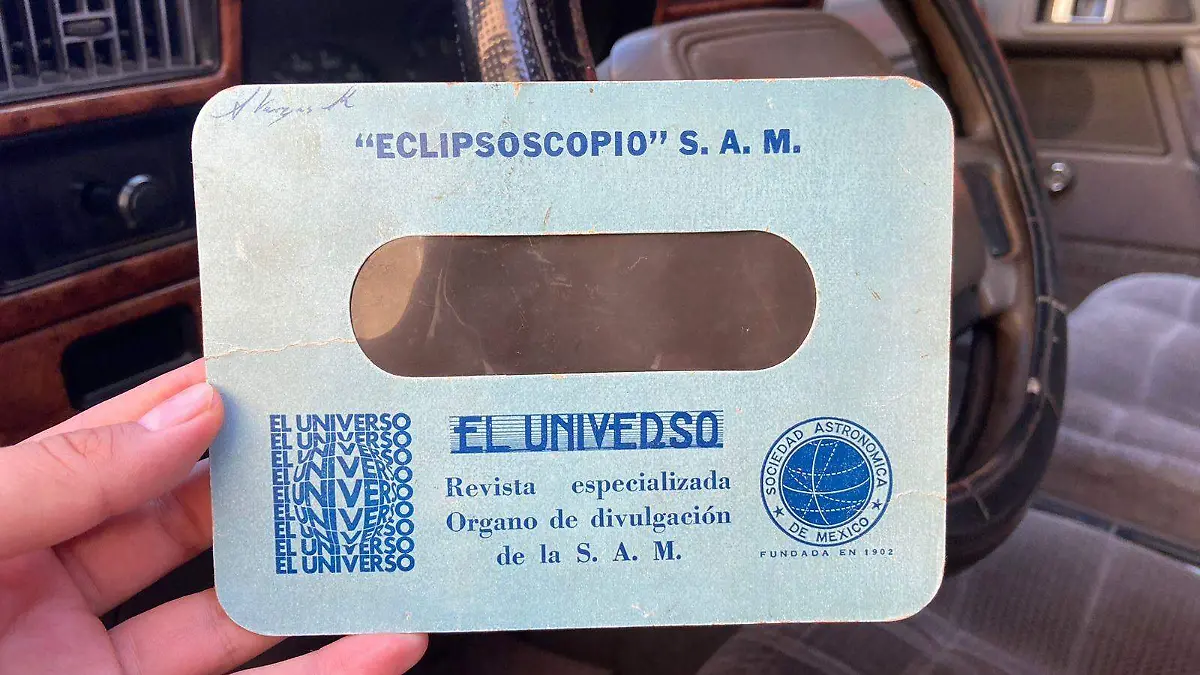 A Vargas M
"ECLIPSOSCOPIO" S. A. M.
EL UNIVERSO
EL UNIVERSO
EL UNIVERSO
EL UNIVERSO
EL UNIVERSO
EL UNIVERSO
EL UNIVERSO
EL UNIVERSO
EL UNIVERSO
EL UNIVERSO
Revista especializada
Organo de divulgación
de la S. A. M.
SOCIEDAD ASTRONOMICA
DE MEXICO
FUNDADA EN 1902